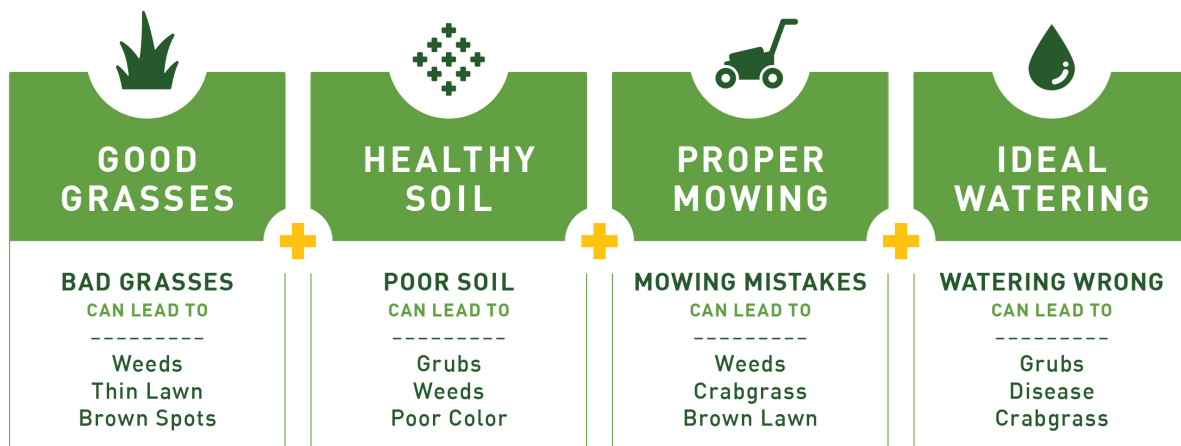 GOOD
GRASSES
BAD GRASSES
CAN LEAD TO
Weeds
Thin Lawn
Brown Spots
HEALTHY
SOIL
POOR SOIL
CAN LEAD TO
Grubs
Weeds
Poor Color
PROPER
MOWING
MOWING MISTAKES
CAN LEAD TO
Weeds
Crabgrass
Brown Lawn
IDEAL
WATERING
WATERING WRONG
CAN LEAD TO
Grubs
Disease
Crabgrass